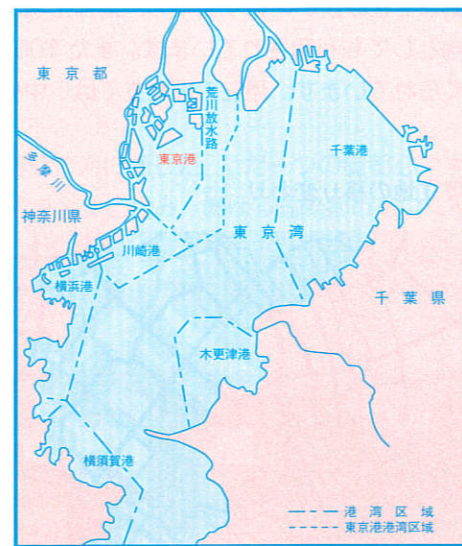 東京都
荒川放水路
千葉港
東京港
多摩川
神奈川県
東京湾
川崎港
横浜港
千葉県
木更津港
横須賀港
港湾区域
東京港港湾区域